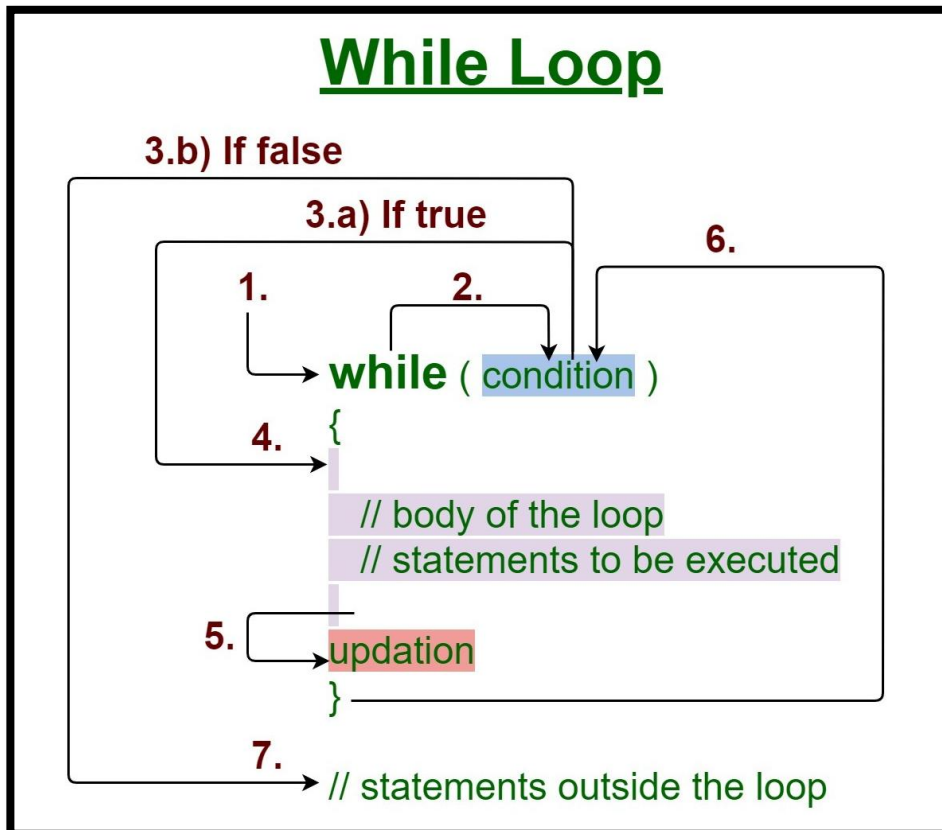 While Loop
3.b) If false
3.a) If true
6.
1.
2.
while ( condition )
{
4.
// body of the loop
// statements to be executed
5.
updation
}
7.
// statements outside the loop